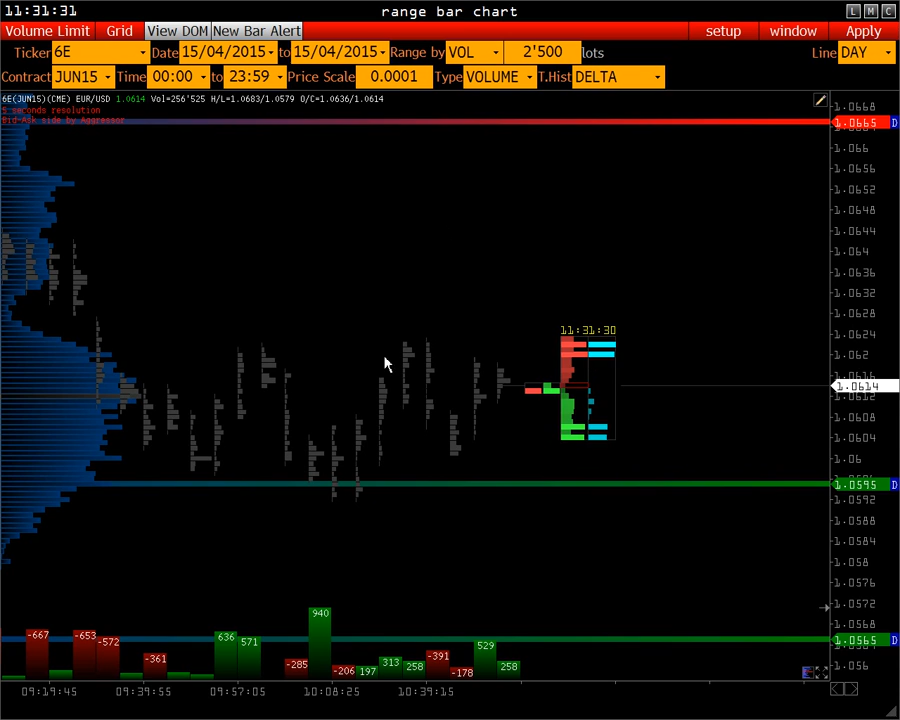 11:31:31 range bar chart L M C
Volume Limit Grid View DOM New Bar Alert setup window Apply
Ticker 6E Date 15/04/2015 to 15/04/2015 Range by VOL 2'500 lots Line DAY
Contract JUN15 Time 00:00 to 23:59 Price Scale 0.0001 Type VOLUME T.Hist DELTA
6E(JUN15)(CME) EUR/USD 1.0614 Vol=256'525 H/L=1.0683/1.0579 O/C=1.0636/1.0614
5 seconds resolution
Bid-Ask side by Aggressor
1.0668
1.0665 D
1.066
1.0656
1.0652
1.0648
1.0644
1.064
1.0636
1.0632
1.0628
11:31:30
1.0624
1.062
1.0616
1.0614
1.0612
1.0608
1.0604
1.06
1.0595 D
1.0592
1.0588
1.0584
1.058
1.0576
1.0572
1.0568
1.0565 D
1.056
-667 -653 -572 -361 636 571 -285 940 -206 197 313 258 -391 -178 529 258
09:19:45 09:39:55 09:57:05 10:08:25 10:39:15